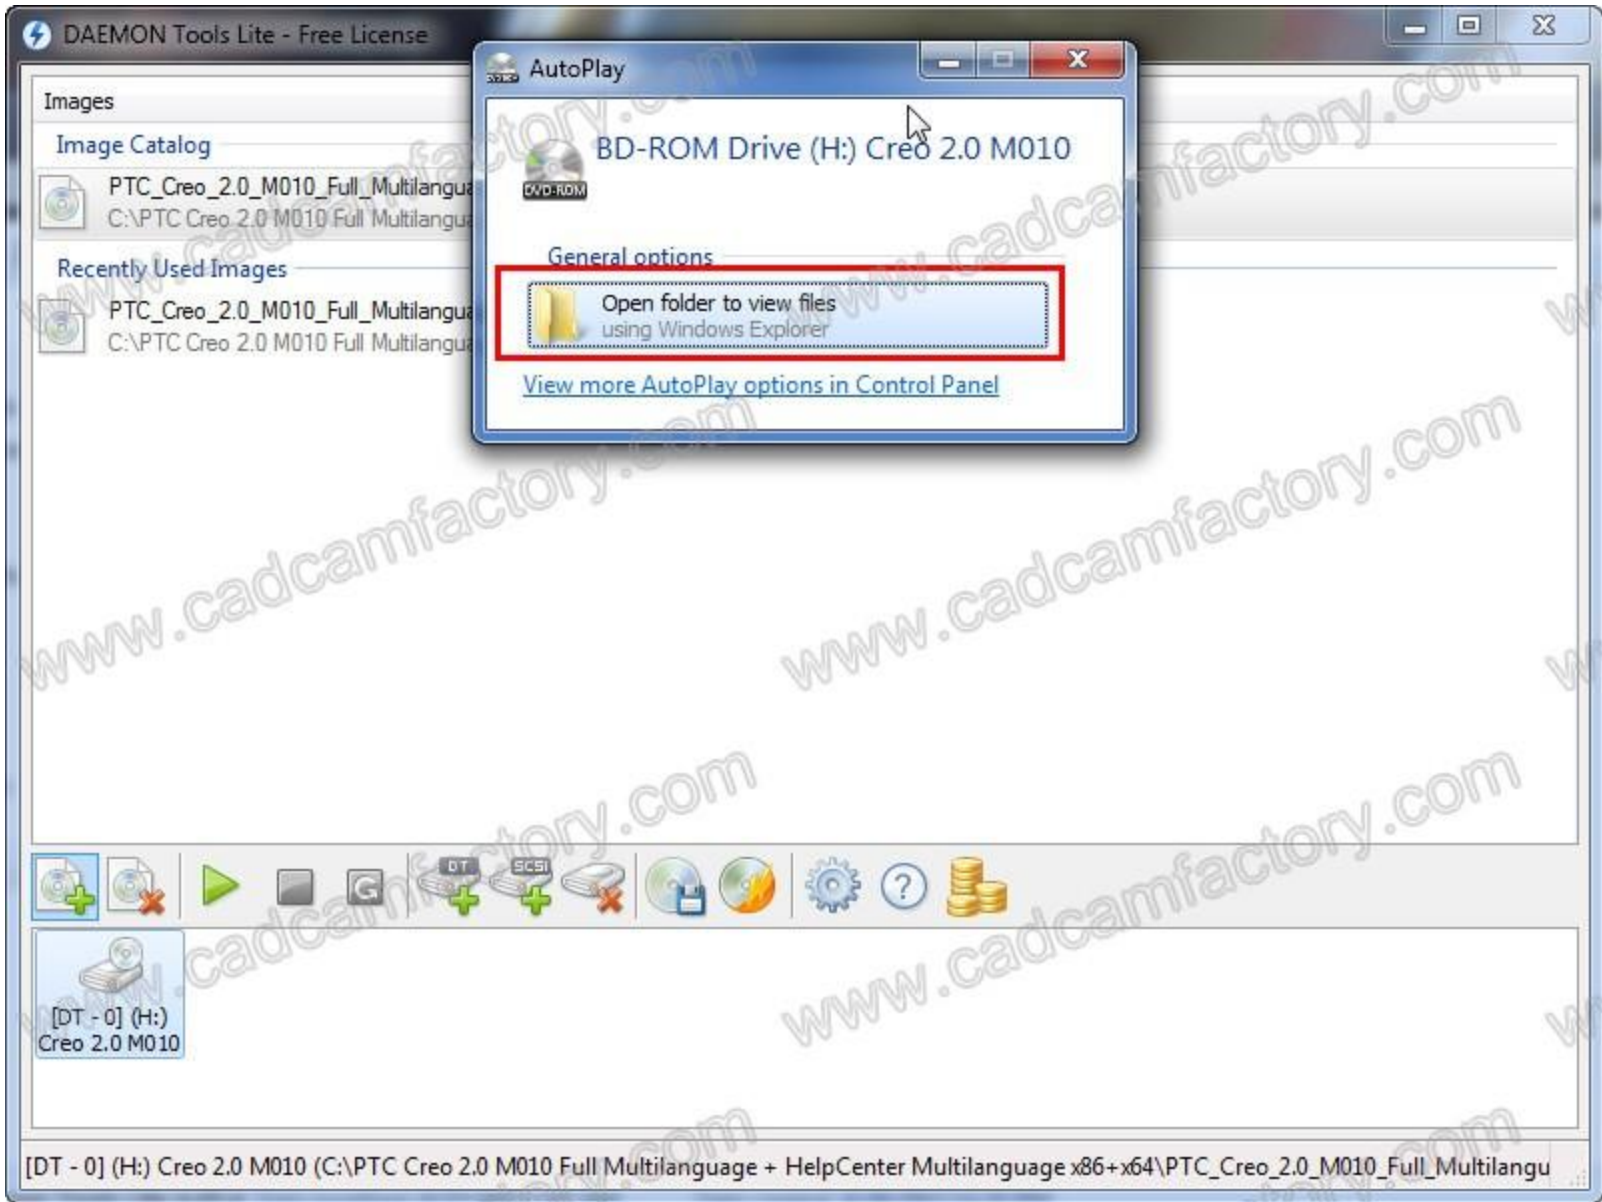 DAEMON Tools Lite - Free License
AutoPlay
Images
Image Catalog
PTC_Creo_2.0_M010_Full_Multilangua
C:\PTC Creo 2.0 M010 Full Multilangua
Recently Used Images
PTC_Creo_2.0_M010_Full_Multilangua
C:\PTC Creo 2.0 M010 Full Multilangua
BD-ROM Drive (H:) Creo 2.0 M010
DVD-ROM
General options
Open folder to view files
using Windows Explorer
View more AutoPlay options in Control Panel
www.cadcamfactory.com
www.cadcamfactory.com
www.cadcamfactory.com
www.cadcamfactory.com
DT
SCSI
G
?
www.cadcamfactory.com
www.cadcamfactory.com
[DT - 0] (H:)
Creo 2.0 M010
[DT - 0] (H:) Creo 2.0 M010 (C:\PTC Creo 2.0 M010 Full Multilanguage + HelpCenter Multilanguage x86+x64\PTC_Creo_2.0_M010_Full_Multilangu